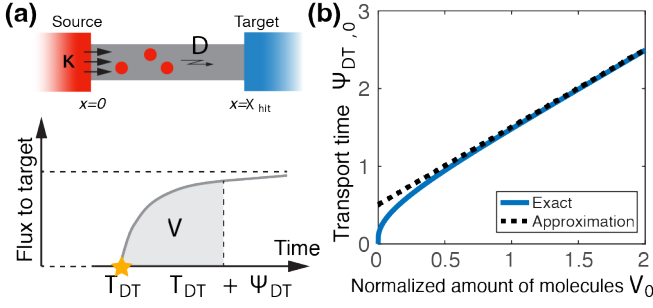 (a)
Source
Target
K
D
x=0
x=X hit
Flux to target
V
Time
T DT
T DT + Ψ DT
(b)
Transport time Ψ DT , 0
3
2
1
0
Exact
Approximation
0
0.5
1
1.5
2
Normalized amount of molecules V 0